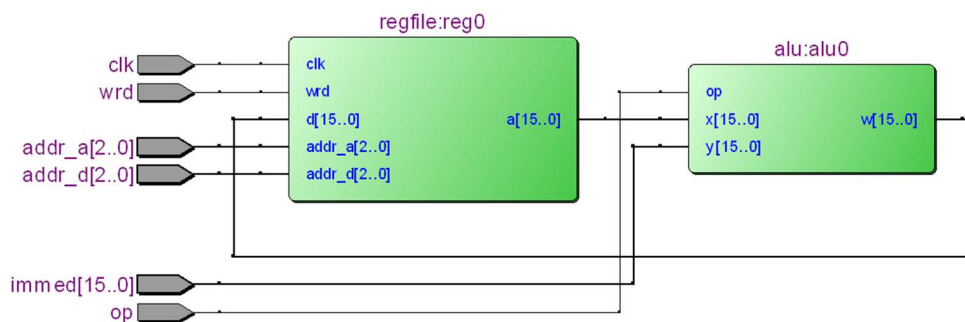 regfile:reg0
alu:alu0
clk
wrd
addr_a[2..0]
addr_d[2..0]
immed[15..0]
op
clk
wrd
d[15..0]
a[15..0]
addr_a[2..0]
addr_d[2..0]
op
x[15..0]
w[15..0]
y[15..0]